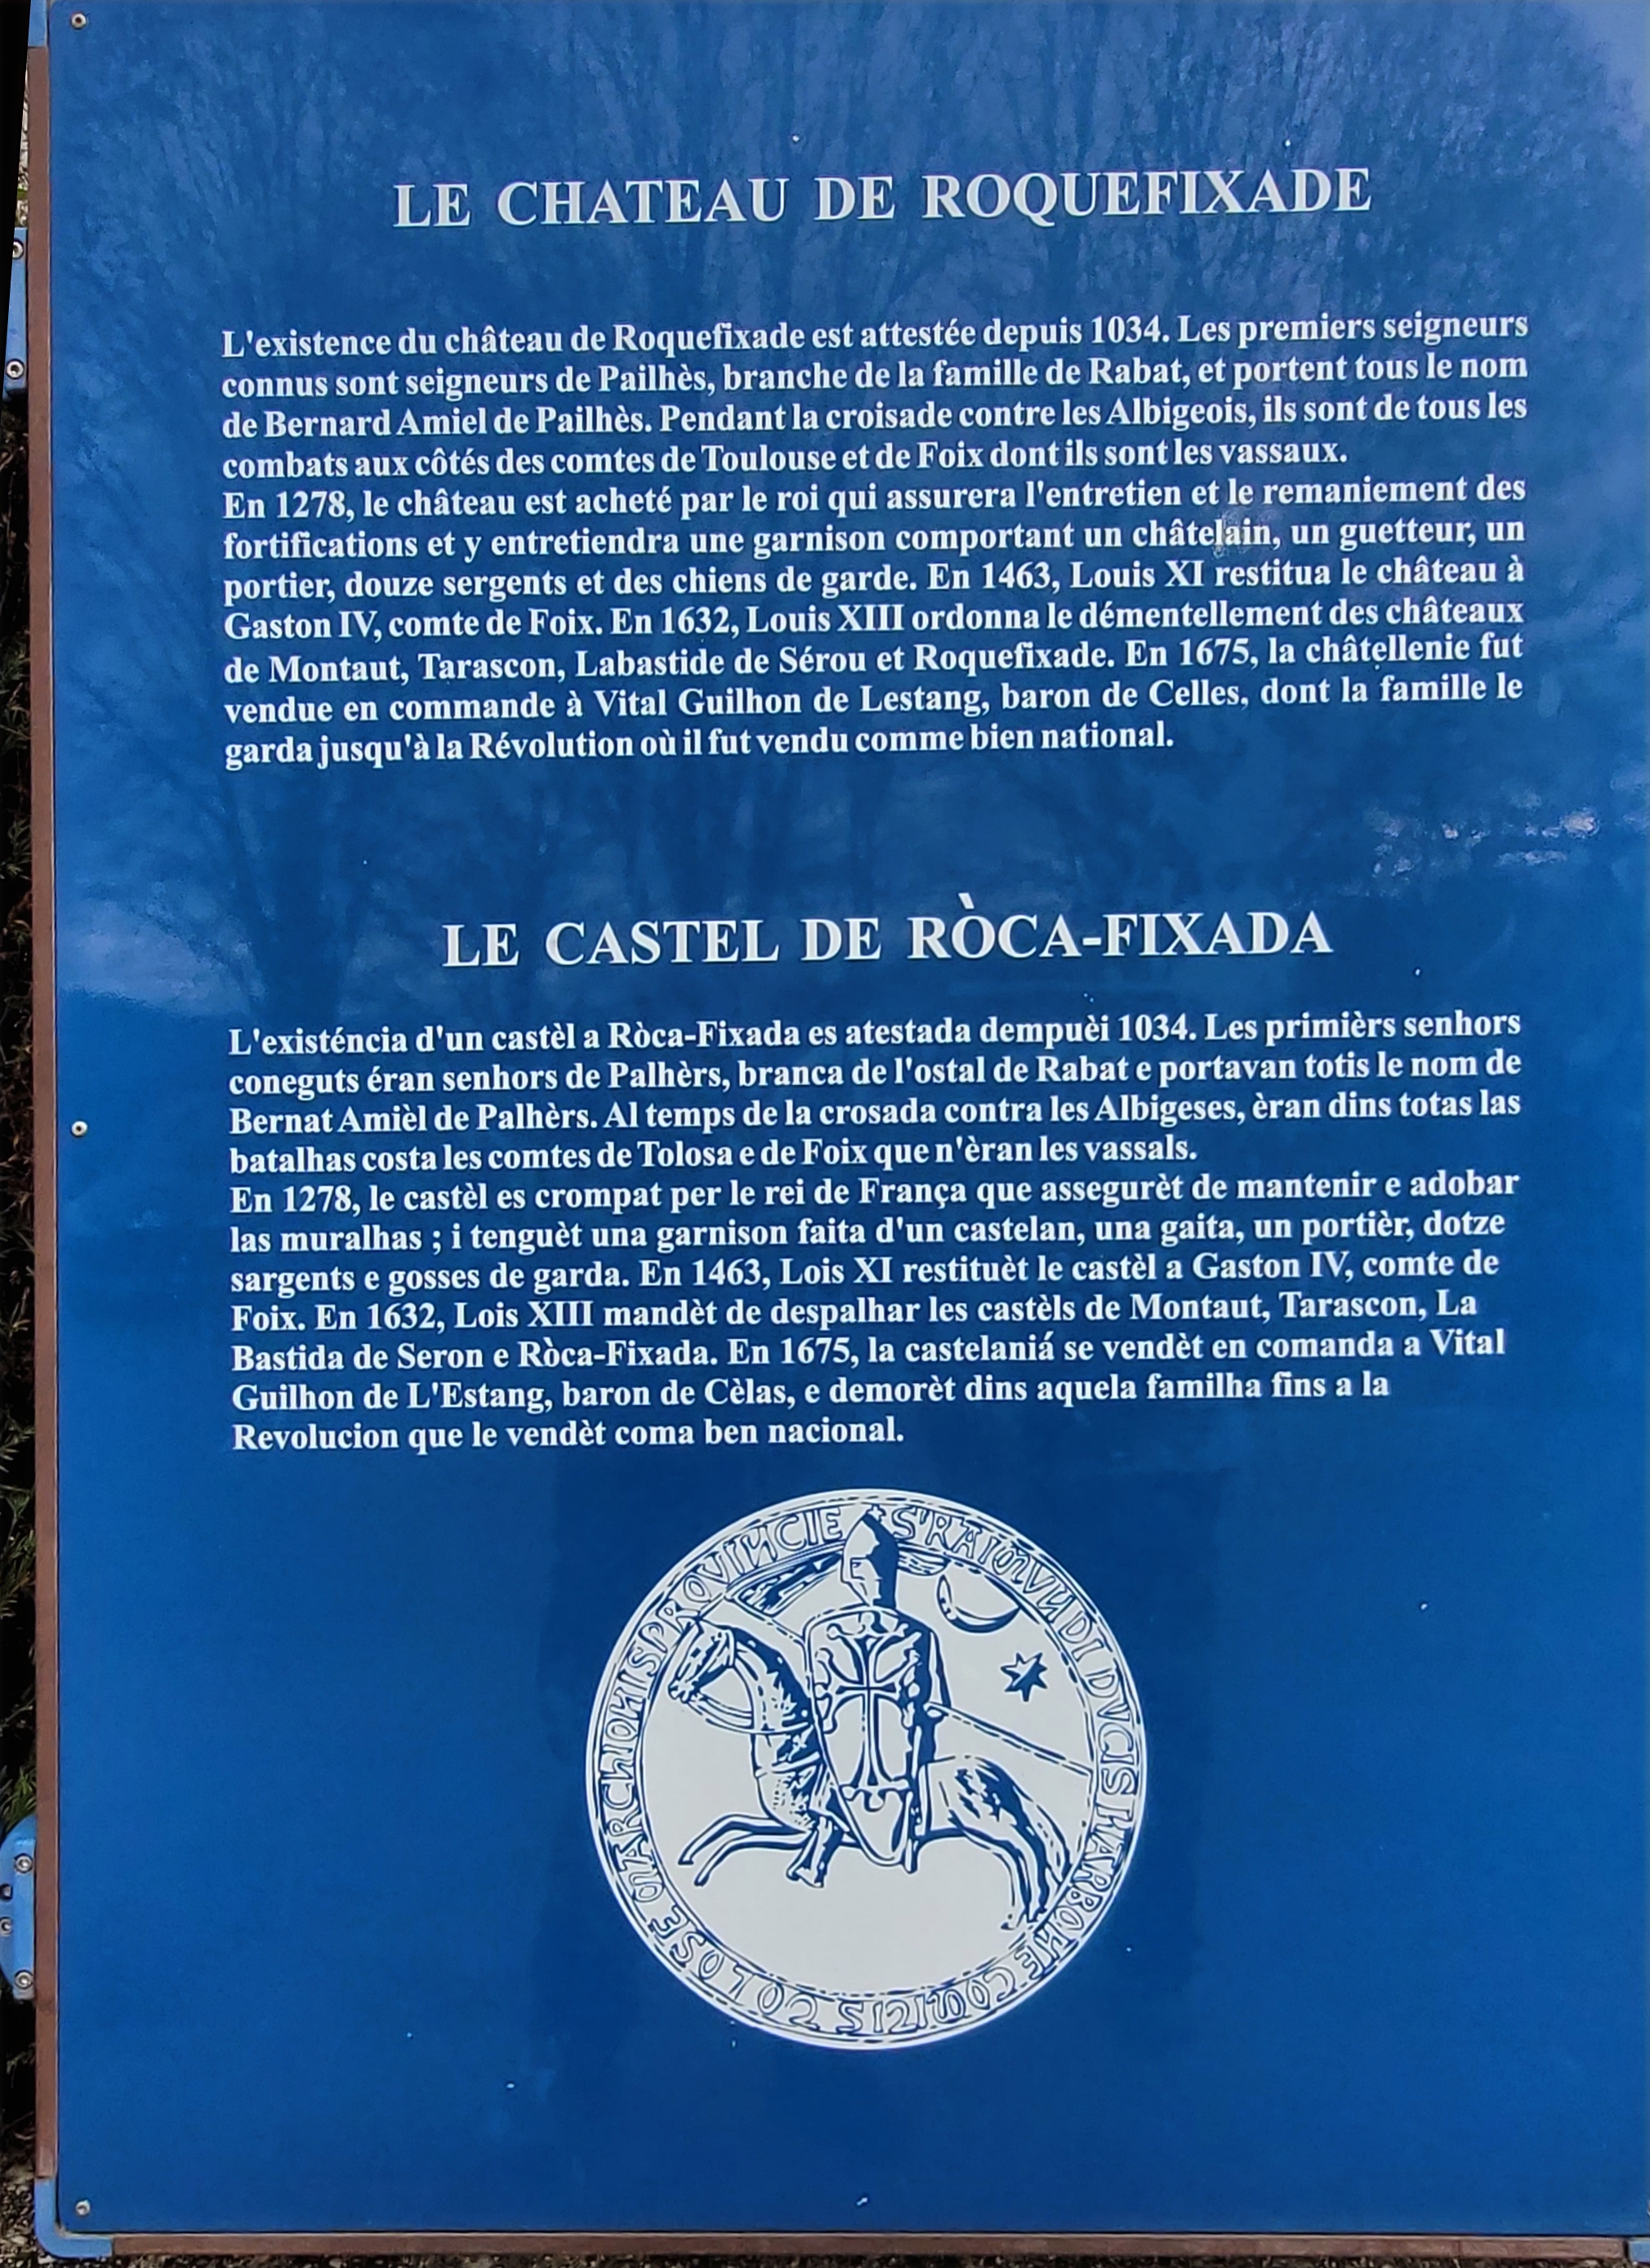 LE CHATEAU DE ROQUEFIXADE
L'existence du château de Roquefixade est attestée depuis 1034. Les premiers seigneurs
connus sont seigneurs de Pailhès, branche de la famille de Rabat, et portent tous le nom
de Bernard Amiel de Pailhès. Pendant la croisade contre les Albigeois, ils sont de tous les
combats aux côtés des comtes de Toulouse et de Foix dont ils sont les vassaux.
En 1278, le château est acheté par le roi qui assurera l'entretien et le remaniement des
fortifications et y entretiendra une garnison comportant un châtelain, un guetteur, un
portier, douze sergents et des chiens de garde. En 1463, Louis XI restitua le château à
Gaston IV, comte de Foix. En 1632, Louis XIII ordonna le démentellement des châteaux
de Montaut, Tarascon, Labastide de Sérou et Roquefixade. En 1675, la châtellenie fut
vendue en commande à Vital Guilhon de Lestang, baron de Celles, dont la famille le
garda jusqu'à la Révolution où il fut vendu comme bien national.
LE CASTEL DE RÒCA-FIXADA
L'existéncia d'un castèl a Ròca-Fixada es atestada dempuèi 1034. Les primièrs senhors
coneguts éran senhors de Palhèrs, branca de l'ostal de Rabat e portavan totis le nom de
Bernat Amièl de Palhèrs. Al temps de la crosada contra les Albigeses, èran dins totas las
batalhas costa les comtes de Tolosa e de Foix que n'èran les vassals.
En 1278, le castèl es crompat per le rei de França que assegurèt de mantenir e adobar
las muralhas ; i tenguèt una garnison faita d'un castelan, una gaita, un portièr, dotze
sargents e gosses de garda. En 1463, Lois XI restituèt le castèl a Gaston IV, comte de
Foix. En 1632, Lois XIII mandèt de despalhar les castèls de Montaut, Tarascon, La
Bastida de Seron e Ròca-Fixada. En 1675, la castelaniá se vendèt en comanda a Vital
Guilhon de L'Estang, baron de Cèlas, e demorèt dins aquela familha fins a la
Revolucion que le vendèt coma ben nacional.
S'RAIMVNDI DVCIS NARBONE COMITIS TOLOSE MARCHIONIS PROVINCIE